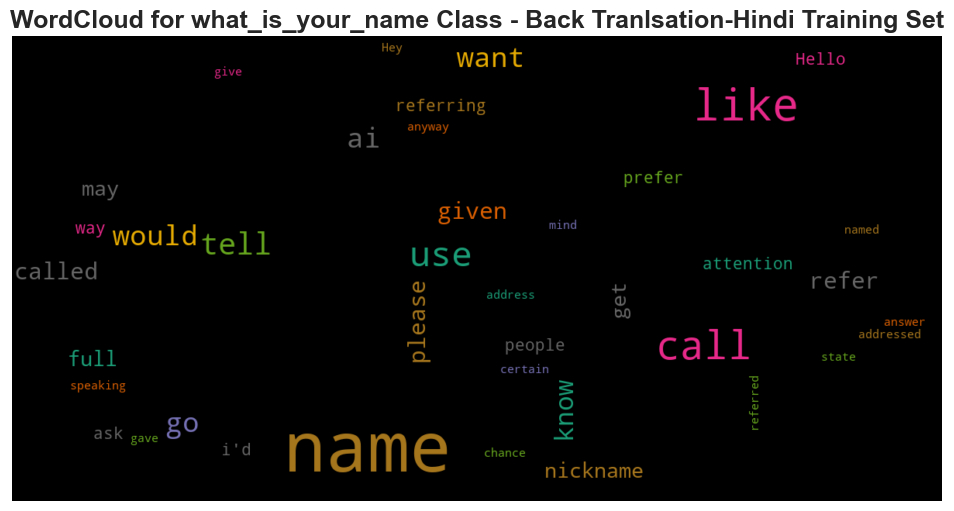 WordCloud for what_is_your_name Class - Back Tranlsation-Hindi Training Set
Hey
want
Hello
give
like
referring
anyway
ai
prefer
may
given
way
would
tell
mind
named
use
attention
called
refer
please
address
get
answer
addressed
call
people
full
state
certain
speaking
know
referred
go
ask
gave
i'd
name
chance
nickname